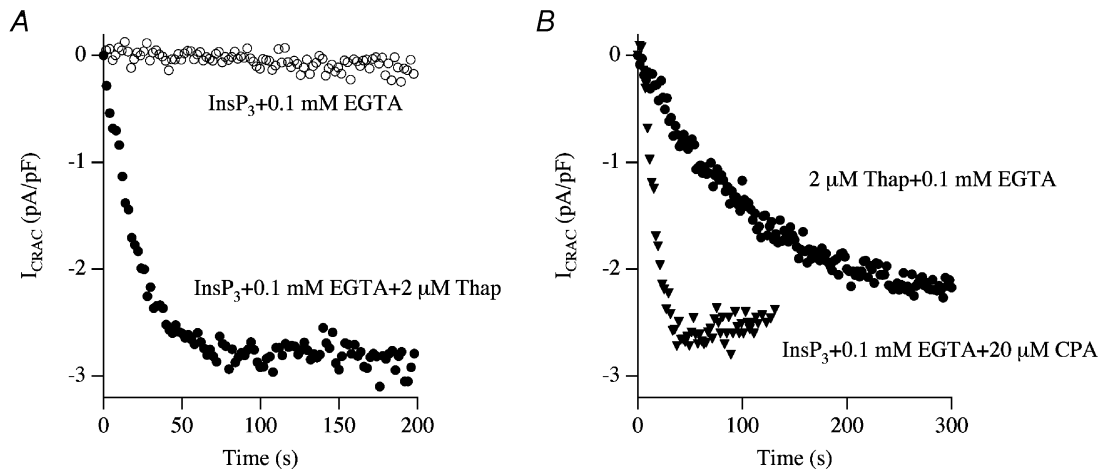 A
0
-1
-2
-3
I_CRAC (pA/pF)
InsP₃+0.1 mM EGTA
InsP₃+0.1 mM EGTA+2 μM Thap
0 50 100 150 200
Time (s)
B
0
-1
-2
-3
I_CRAC (pA/pF)
2 μM Thap+0.1 mM EGTA
InsP₃+0.1 mM EGTA+20 μM CPA
0 100 200 300
Time (s)